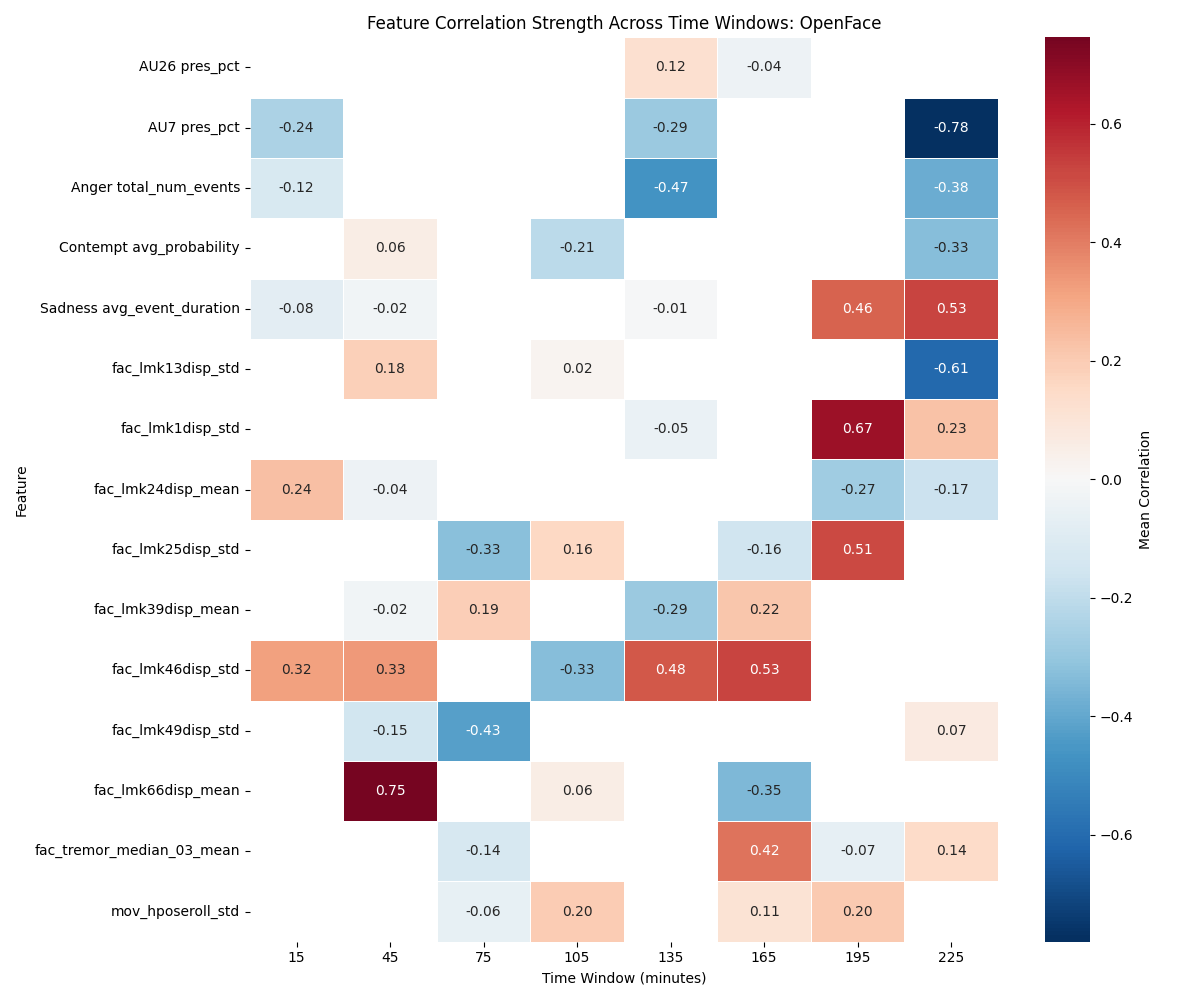 Feature Correlation Strength Across Time Windows: OpenFace
Feature
AU26 pres_pct 0.12 -0.04
AU7 pres_pct -0.24 -0.29 -0.78
Anger total_num_events -0.12 -0.47 -0.38
Contempt avg_probability 0.06 -0.21 -0.33
Sadness avg_event_duration -0.08 -0.02 -0.01 0.46 0.53
fac_lmk13disp_std 0.18 0.02 -0.61
fac_lmk1disp_std -0.05 0.67 0.23
fac_lmk24disp_mean 0.24 -0.04 -0.27 -0.17
fac_lmk25disp_std -0.33 0.16 -0.16 0.51
fac_lmk39disp_mean -0.02 0.19 -0.29 0.22
fac_lmk46disp_std 0.32 0.33 -0.33 0.48 0.53
fac_lmk49disp_std -0.15 -0.43 0.07
fac_lmk66disp_mean 0.75 0.06 -0.35
fac_tremor_median_03_mean -0.14 0.42 -0.07 0.14
mov_hposeroll_std -0.06 0.20 0.11 0.20
15 45 75 105 135 165 195 225
Time Window (minutes)
0.6
0.4
0.2
0.0
−0.2
−0.4
−0.6
Mean Correlation